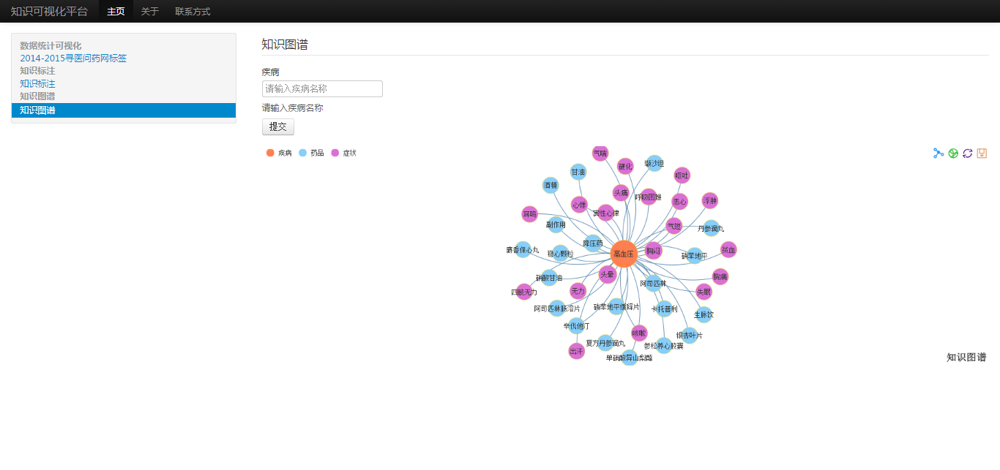 知识可视化平台 主页 关于 联系方式
数据统计可视化
2014-2015寻医问药网标签
知识标注
知识标注
知识图谱
知识图谱
知识图谱
疾病
请输入疾病名称
请输入疾病名称
提交
疾病 药品 症状
气喘
硬化
缬沙坦
甘油
呕吐
酒精
头痛
呼吸困难
恶心
浮肿
心悸
窦性心律
耳鸣
副作用
气短
丹参滴丸
降压药
麝香保心丸
稳心颗粒
高血压
胸闷
硝苯地平
贫血
硝酸甘油
头晕
阿司匹林
胸痛
四肢无力
无力
失眠
阿司匹林肠溶片
硝苯地平缓释片
卡托普利
生脉饮
辛伐他汀
咳嗽
银杏叶片
出汗
复方丹参滴丸
参松养心胶囊
单硝酸异山梨酯
知识图谱